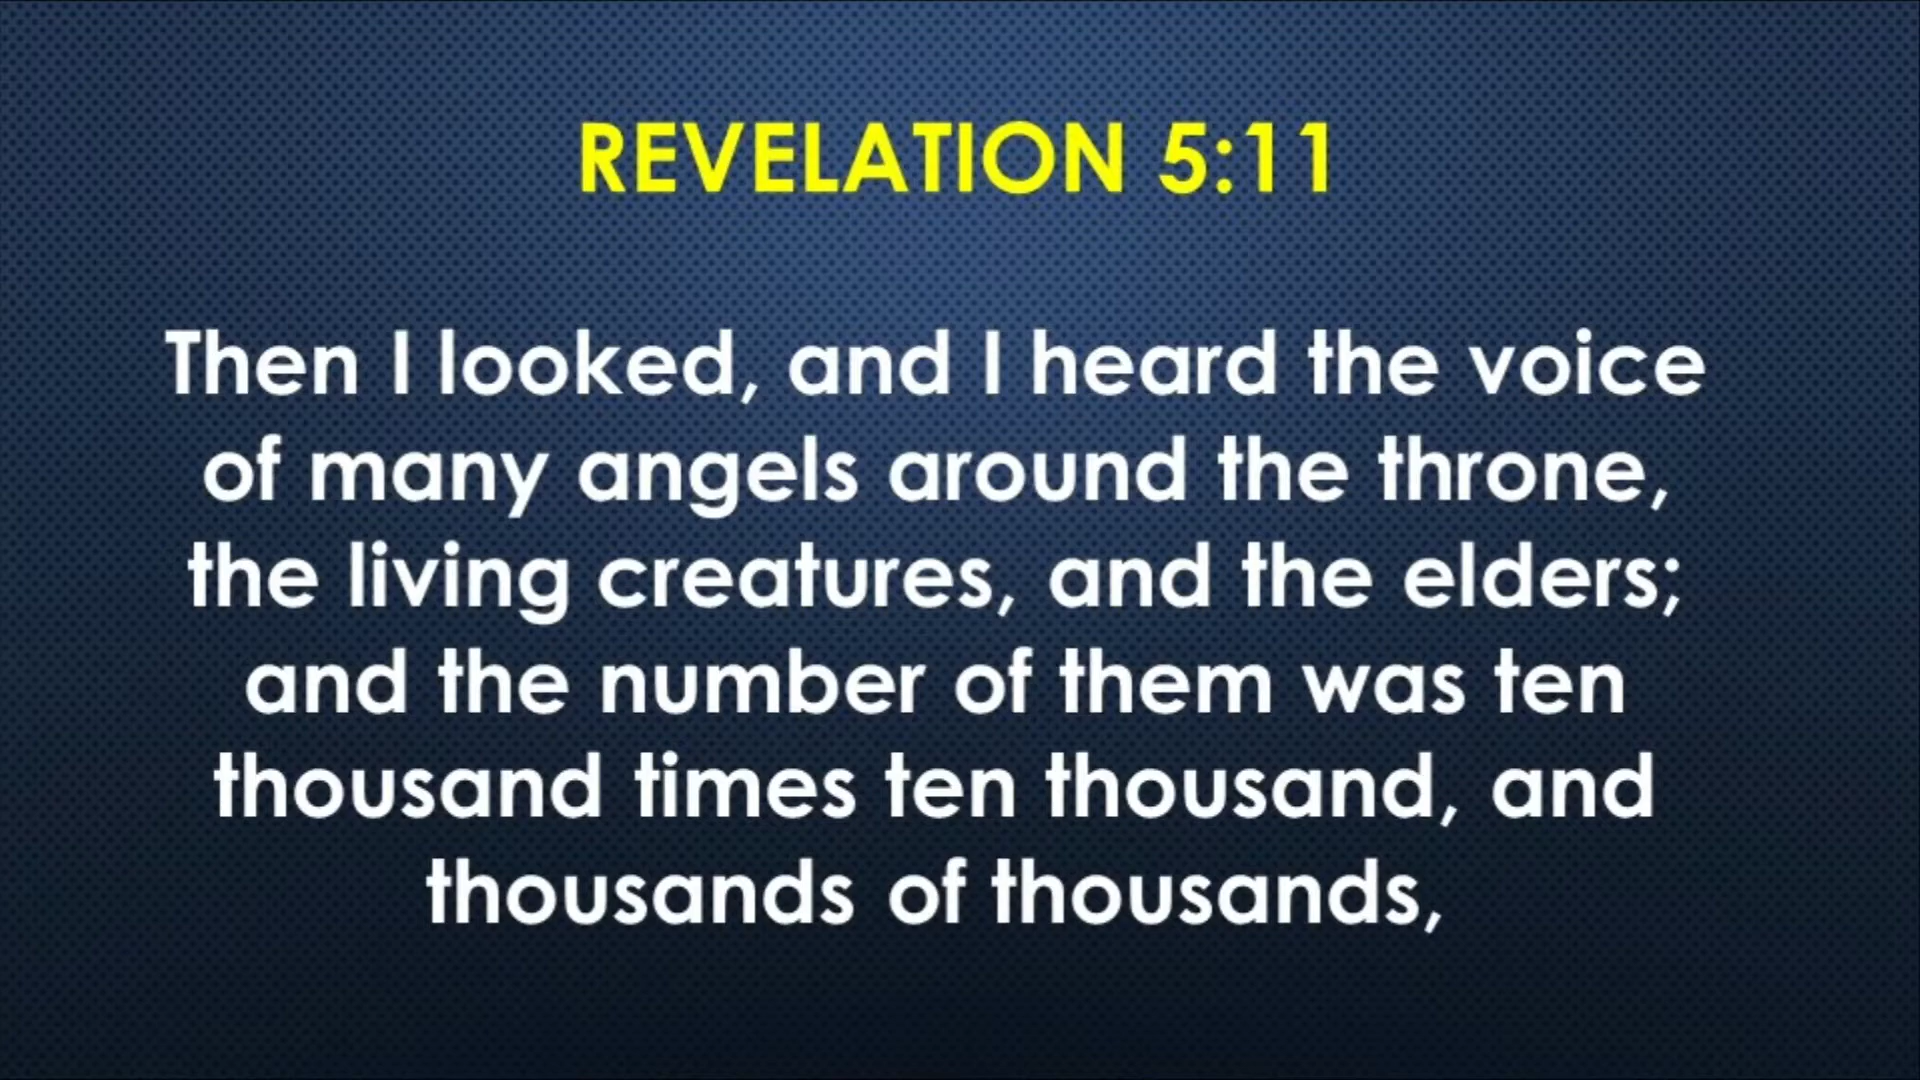 REVELATION 5:11
Then I looked, and I heard the voice
of many angels around the throne,
the living creatures, and the elders;
and the number of them was ten
thousand times ten thousand, and
thousands of thousands,